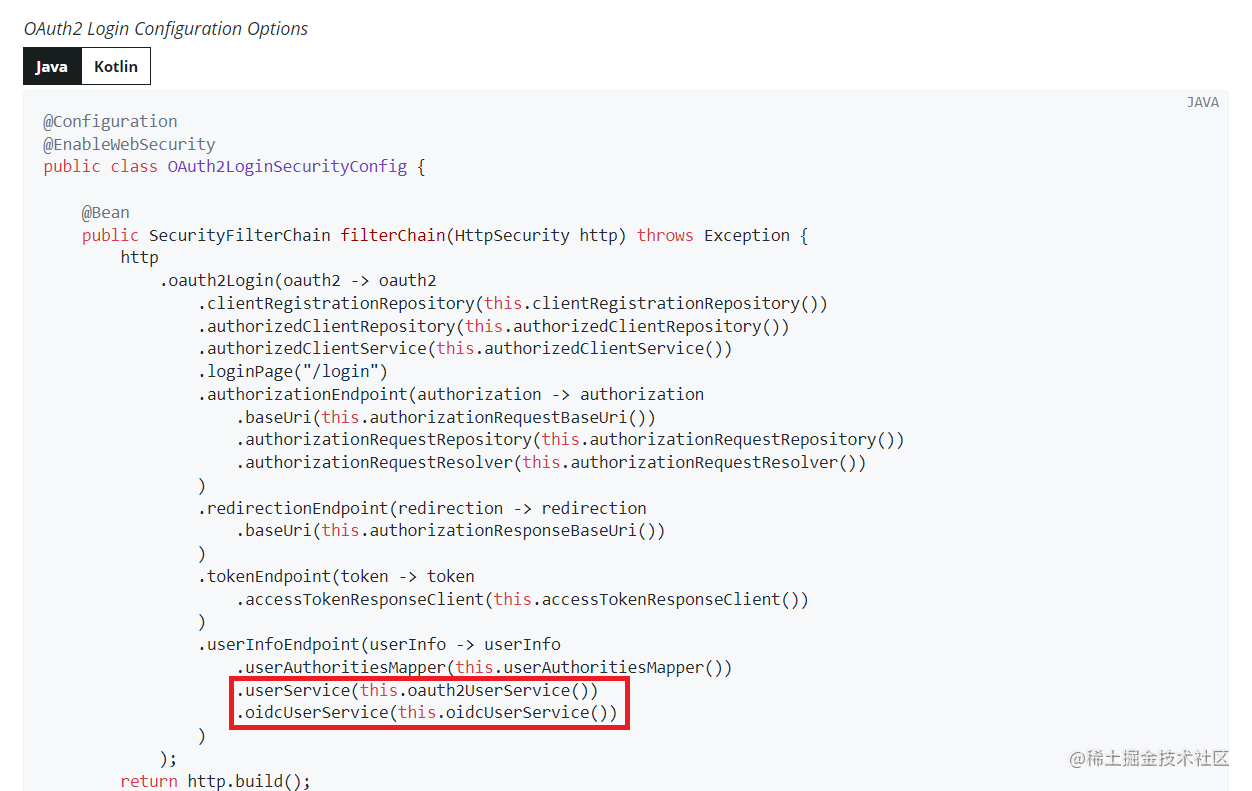 OAuth2 Login Configuration Options
Java Kotlin
JAVA
@Configuration
@EnableWebSecurity
public class OAuth2LoginSecurityConfig {
@Bean
public SecurityFilterChain filterChain(HttpSecurity http) throws Exception {
http
.oauth2Login(oauth2 -> oauth2
.clientRegistrationRepository(this.clientRegistrationRepository())
.authorizedClientRepository(this.authorizedClientRepository())
.authorizedClientService(this.authorizedClientService())
.loginPage("/login")
.authorizationEndpoint(authorization -> authorization
.baseUri(this.authorizationRequestBaseUri())
.authorizationRequestRepository(this.authorizationRequestRepository())
.authorizationRequestResolver(this.authorizationRequestResolver())
)
.redirectionEndpoint(redirection -> redirection
.baseUri(this.authorizationResponseBaseUri())
)
.tokenEndpoint(token -> token
.accessTokenResponseClient(this.accessTokenResponseClient())
)
.userInfoEndpoint(userInfo -> userInfo
.userAuthoritiesMapper(this.userAuthoritiesMapper())
.userService(this.oauth2UserService())
.oidcUserService(this.oidcUserService())
)
);
return http.build();
@稀土掘金技术社区